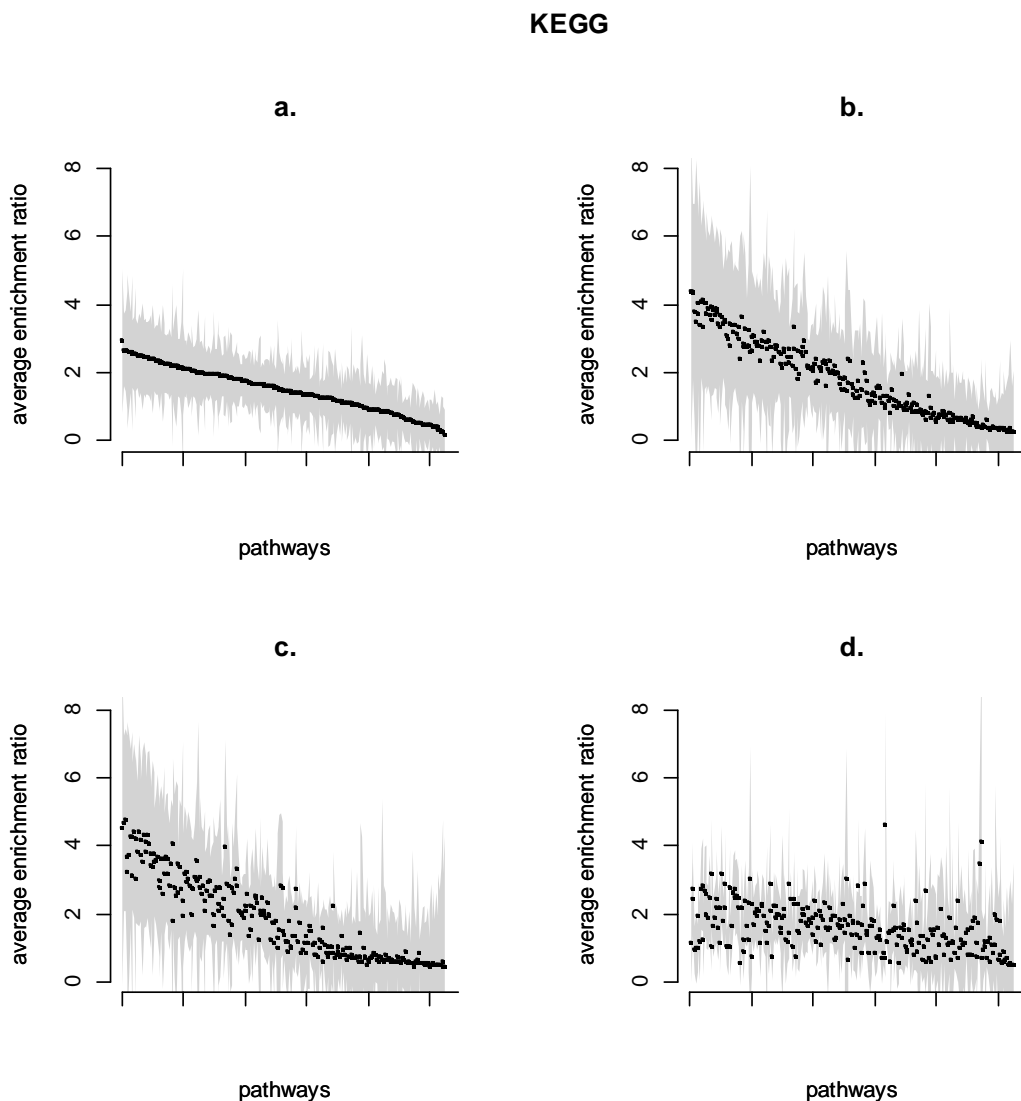 KEGG
a.
average enrichment ratio
0 2 4 6 8
pathways
b.
average enrichment ratio
0 2 4 6 8
pathways
c.
average enrichment ratio
0 2 4 6 8
pathways
d.
average enrichment ratio
0 2 4 6 8
pathways